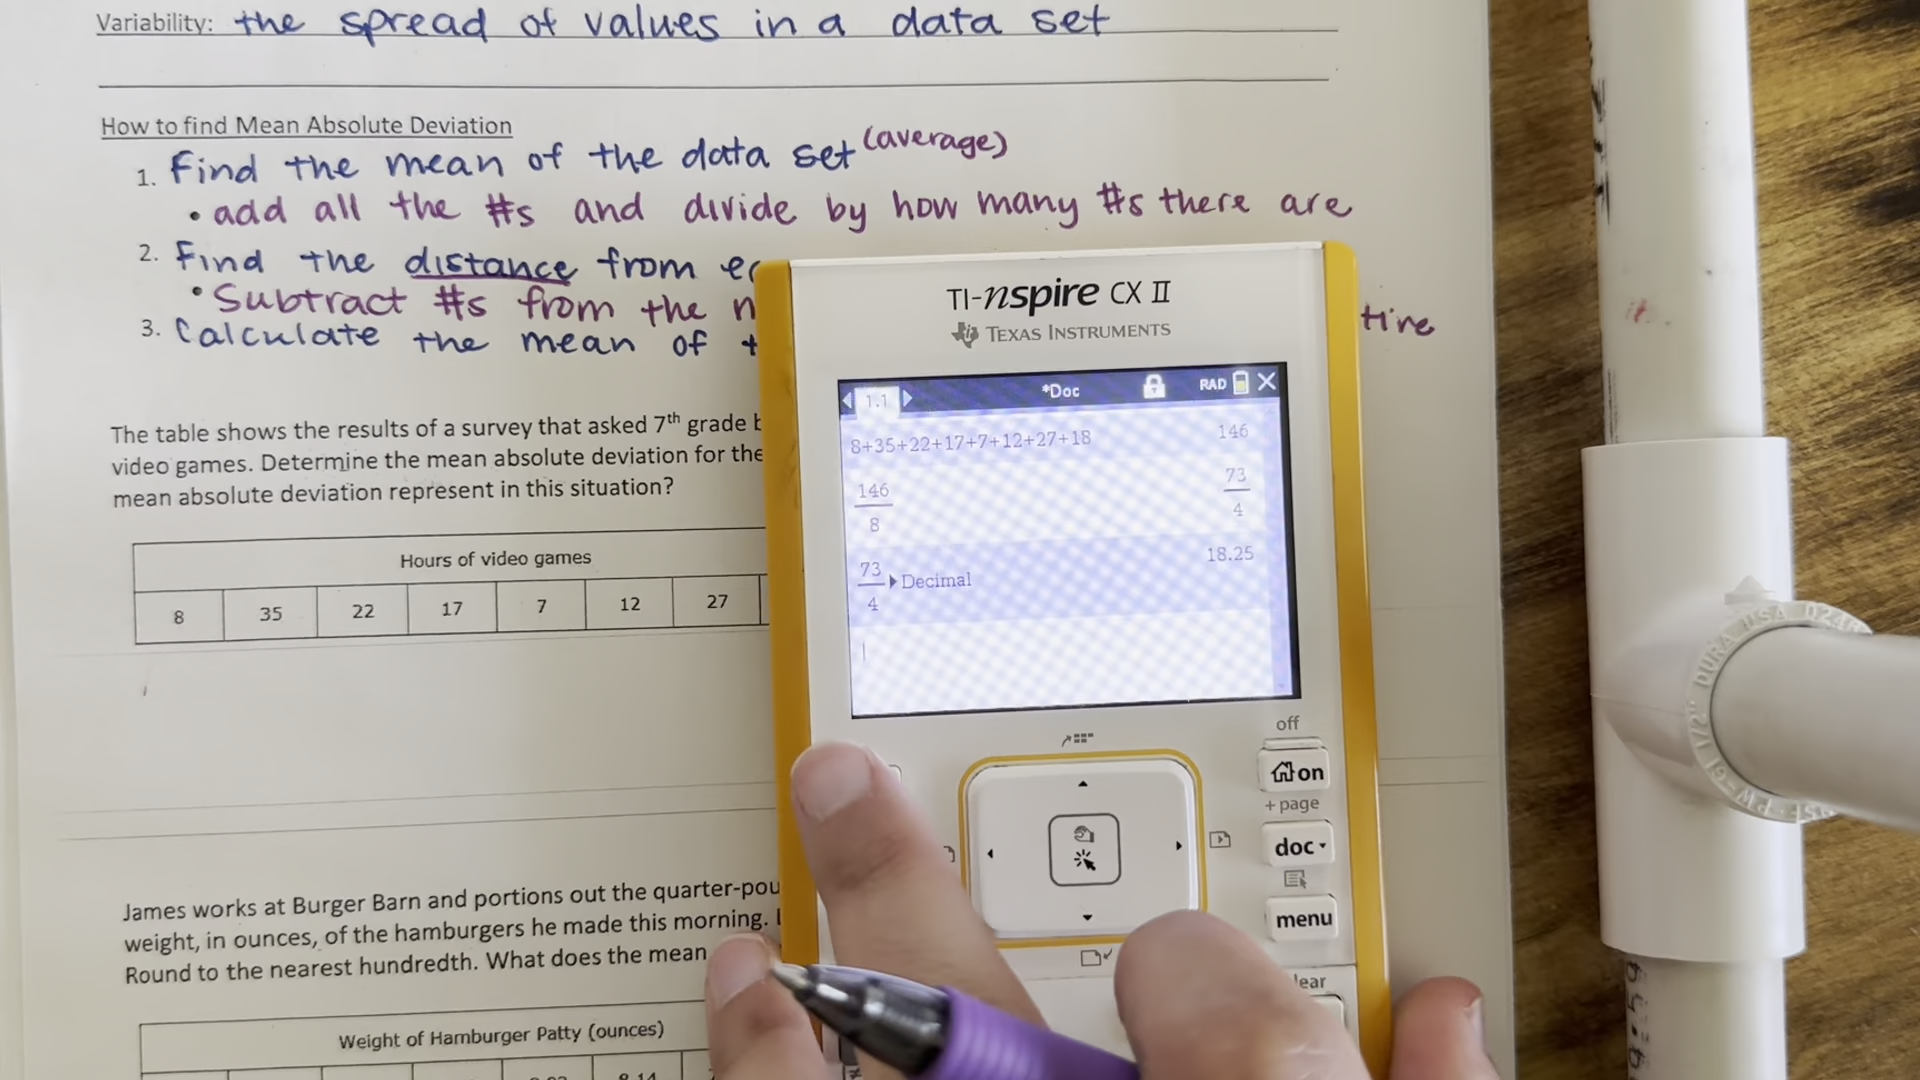 Variability: the spread of values in a data set
How to find Mean Absolute Deviation
1. Find the mean of the data set (average)
• add all the #s and divide by how many #s there are
2. Find the distance from
• Subtract #s from the
tive
3. Calculate the mean of
The table shows the results of a survey that asked 7th grade
video games. Determine the mean absolute deviation for the
mean absolute deviation represent in this situation?
Hours of video games
8 35 22 17 7 12 27
James works at Burger Barn and portions out the quarter-pou
weight, in ounces, of the hamburgers he made this morning.
Round to the nearest hundredth. What does the mean
Weight of Hamburger Patty (ounces)
8.14
TI-nspire CX II
TEXAS INSTRUMENTS
1.1 *Doc RAD
8+35+22+17+7+12+27+18 146
146/8 73/4
73/4 ▸Decimal 18.25
off
on
+ page
doc
menu
lear